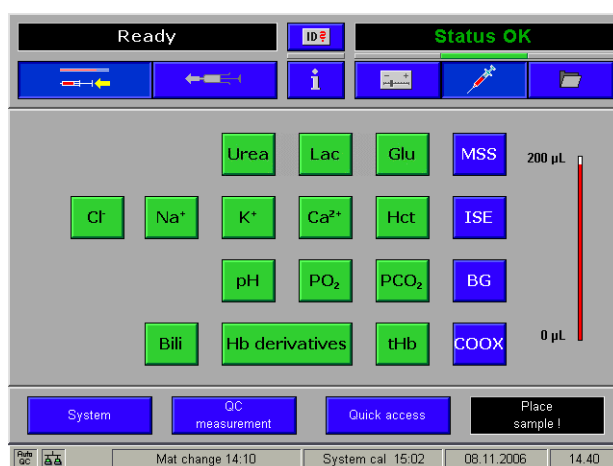 Ready
ID
Status OK
i
Urea Lac Glu MSS
200 µL
Cl⁻ Na⁺ K⁺ Ca²⁺ Hct ISE
pH PO₂ PCO₂ BG
Bili Hb derivatives tHb COOX
0 µL
System
QC
measurement
Quick access
Place
sample !
Auto
QC
Mat change 14:10
System cal 15:02
08.11.2006
14.40